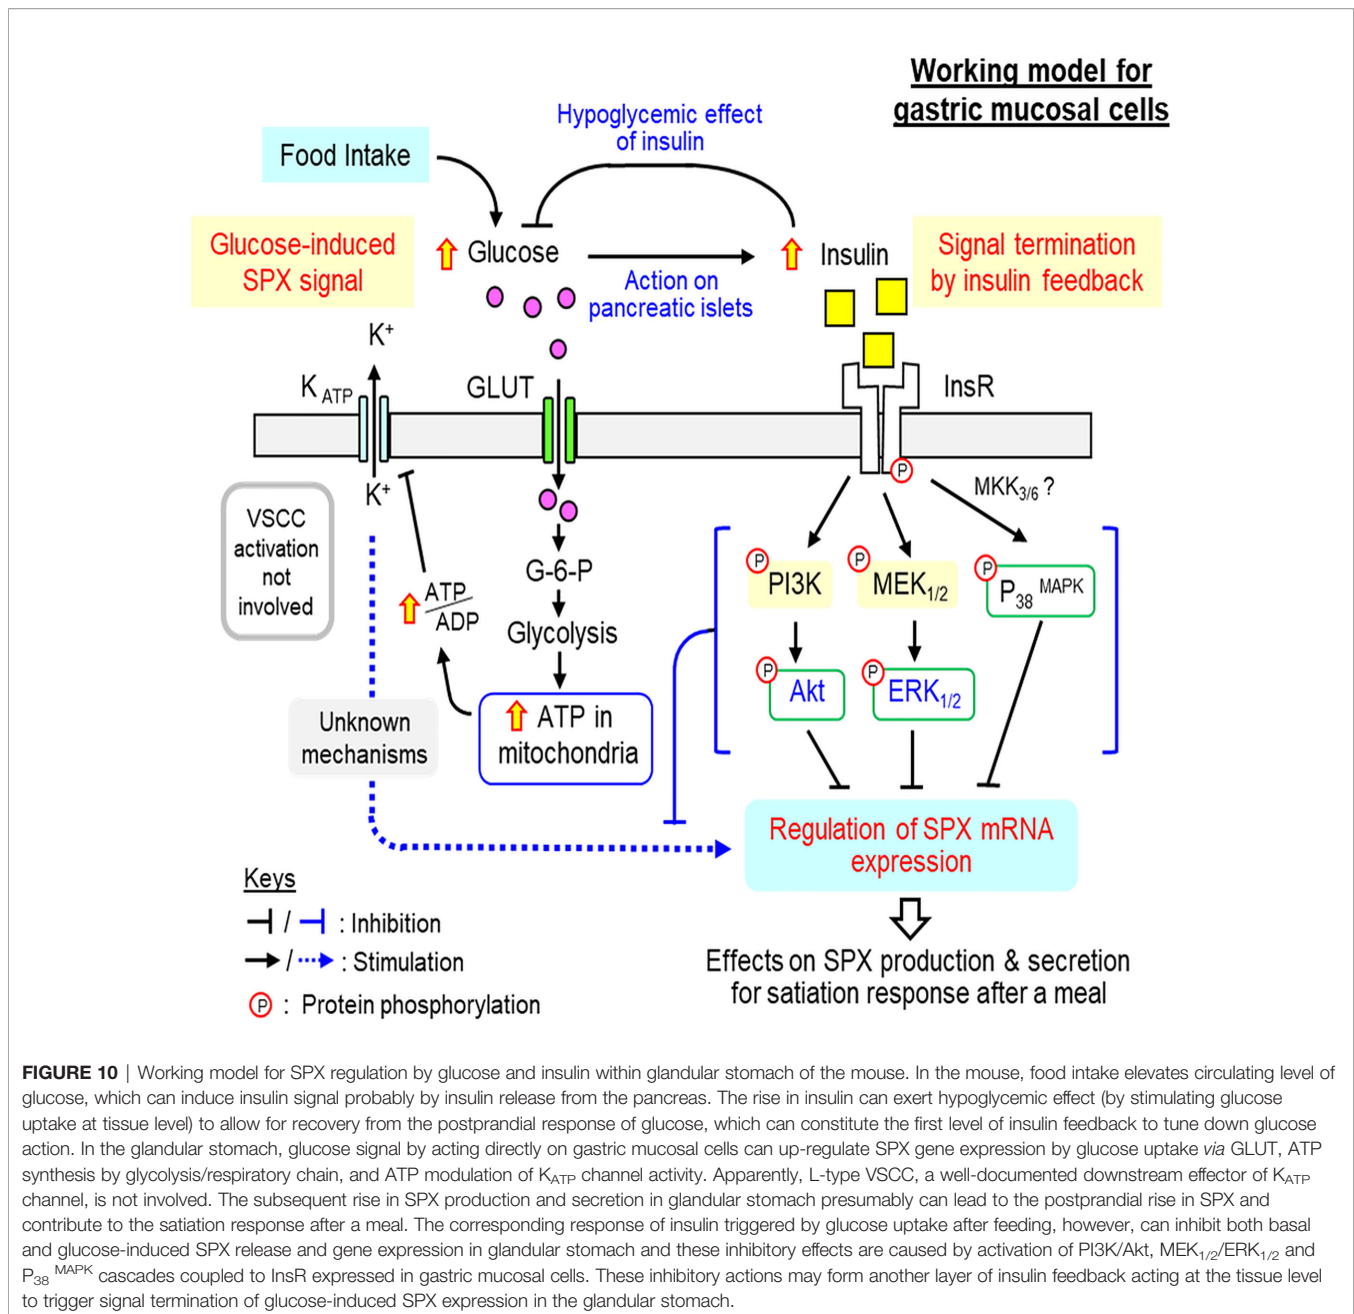 Working model for
gastric mucosal cells
Hypoglycemic effect
of insulin
Food Intake
Glucose-induced
SPX signal
Glucose
Insulin
Signal termination
by insulin feedback
Action on
pancreatic islets
K+
K ATP
GLUT
InsR
P
K+
MKK3/6 ?
VSCC
activation
not
involved
P
PI3K
P
MEK1/2
P
P38 MAPK
G-6-P
ATP
ADP
Glycolysis
P
Akt
P
ERK1/2
ATP in
mitochondria
Unknown
mechanisms
Regulation of SPX mRNA
expression
Keys
/ : Inhibition
/ : Stimulation
P : Protein phosphorylation
Effects on SPX production & secretion
for satiation response after a meal
FIGURE 10 | Working model for SPX regulation by glucose and insulin within glandular stomach of the mouse. In the mouse, food intake elevates circulating level of
glucose, which can induce insulin signal probably by insulin release from the pancreas. The rise in insulin can exert hypoglycemic effect (by stimulating glucose
uptake at tissue level) to allow for recovery from the postprandial response of glucose, which can constitute the first level of insulin feedback to tune down glucose
action. In the glandular stomach, glucose signal by acting directly on gastric mucosal cells can up-regulate SPX gene expression by glucose uptake via GLUT, ATP
synthesis by glycolysis/respiratory chain, and ATP modulation of KATP channel activity. Apparently, L-type VSCC, a well-documented downstream effector of KATP
channel, is not involved. The subsequent rise in SPX production and secretion in glandular stomach presumably can lead to the postprandial rise in SPX and
contribute to the satiation response after a meal. The corresponding response of insulin triggered by glucose uptake after feeding, however, can inhibit both basal
and glucose-induced SPX release and gene expression in glandular stomach and these inhibitory effects are caused by activation of PI3K/Akt, MEK1/2/ERK1/2 and
P38 MAPK cascades coupled to InsR expressed in gastric mucosal cells. These inhibitory actions may form another layer of insulin feedback acting at the tissue level
to trigger signal termination of glucose-induced SPX expression in the glandular stomach.